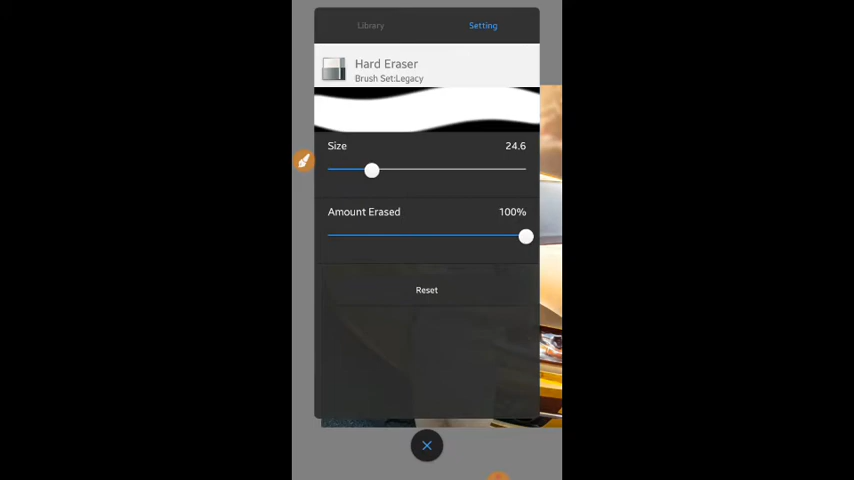 Library
Setting
Hard Eraser
Brush Set:Legacy
Size
24.6
Amount Erased
100%
Reset